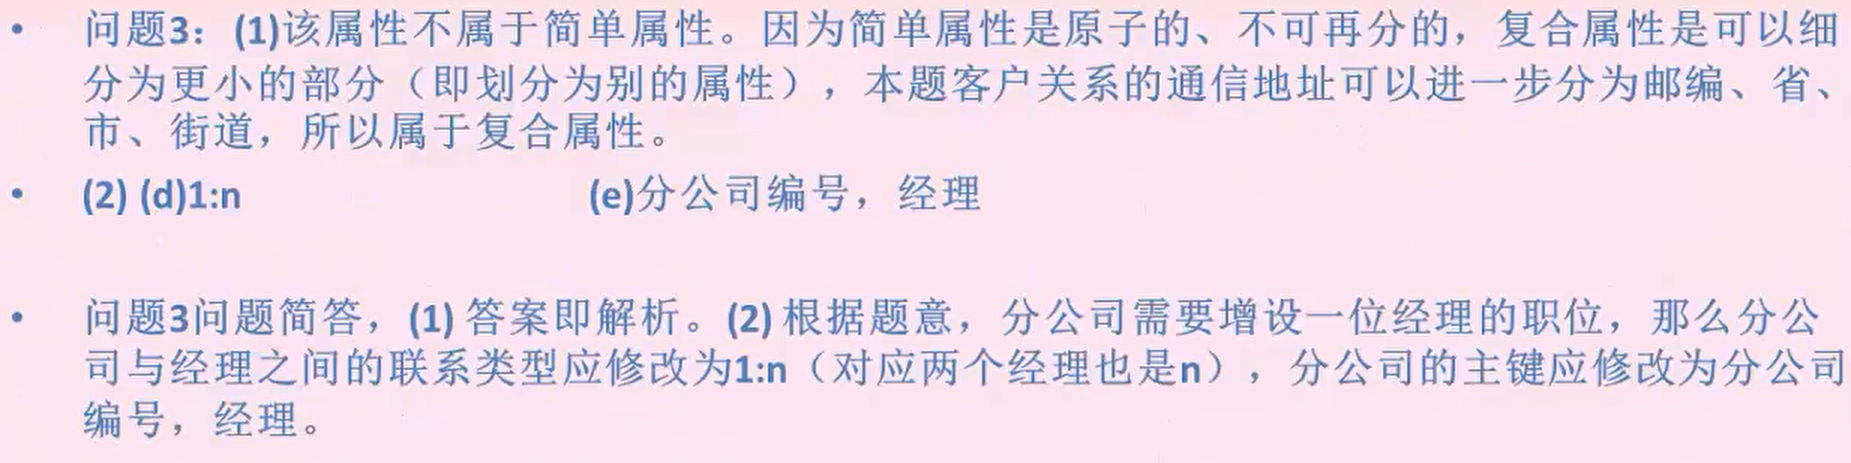 • 问题3：(1)该属性不属于简单属性。因为简单属性是原子的、不可再分的，复合属性是可以细
分为更小的部分（即划分为别的属性），本题客户关系的通信地址可以进一步分为邮编、省、
市、街道，所以属于复合属性。
• (2) (d)1:n (e)分公司编号，经理
• 问题3问题简答，(1) 答案即解析。(2) 根据题意，分公司需要增设一位经理的职位，那么分公
司与经理之间的联系类型应修改为1:n（对应两个经理也是n），分公司的主键应修改为分公司
编号，经理。